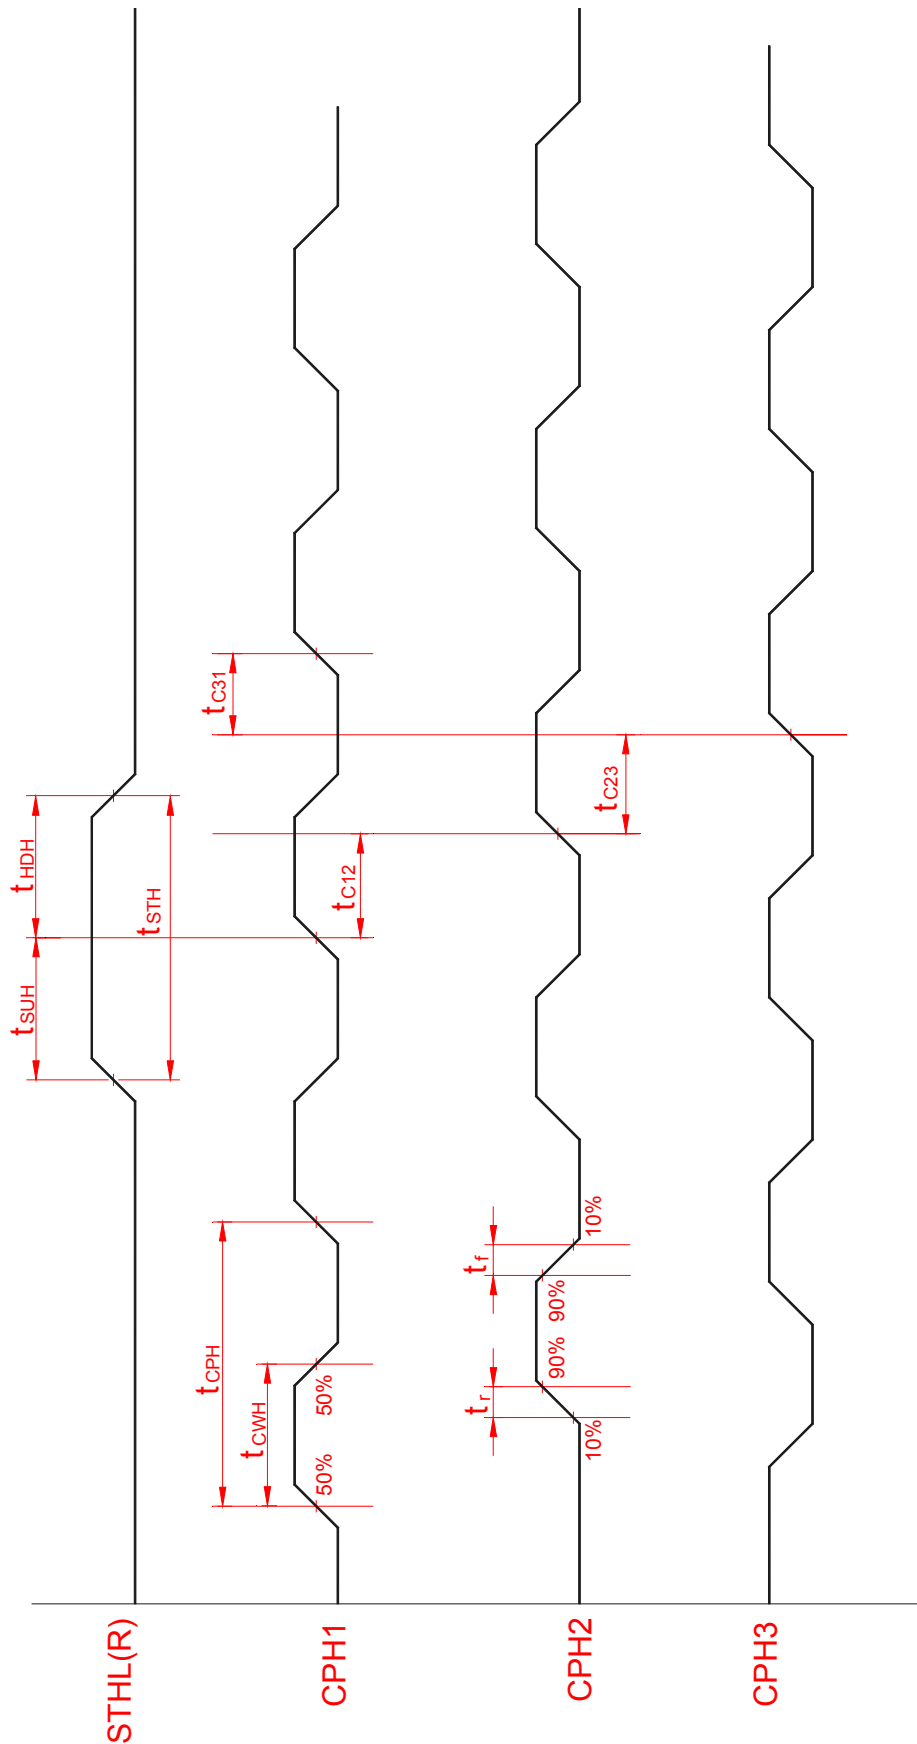 STHL(R)
tSUH
tHDH
tSTH
CPH1
tCPH
tCWH
50%
50%
tC12
tC31
CPH2
tr
tf
10%
90%
90%
10%
tC23
CPH3